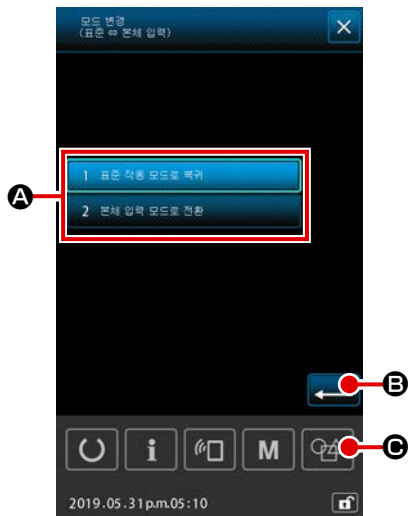 모드 변경
(표준 ⇔ 본체 입력)
1 표준 작동 모드로 복귀
A
2 본체 입력 모드로 전환
B
M
C
2019.05.31p.m.05:10